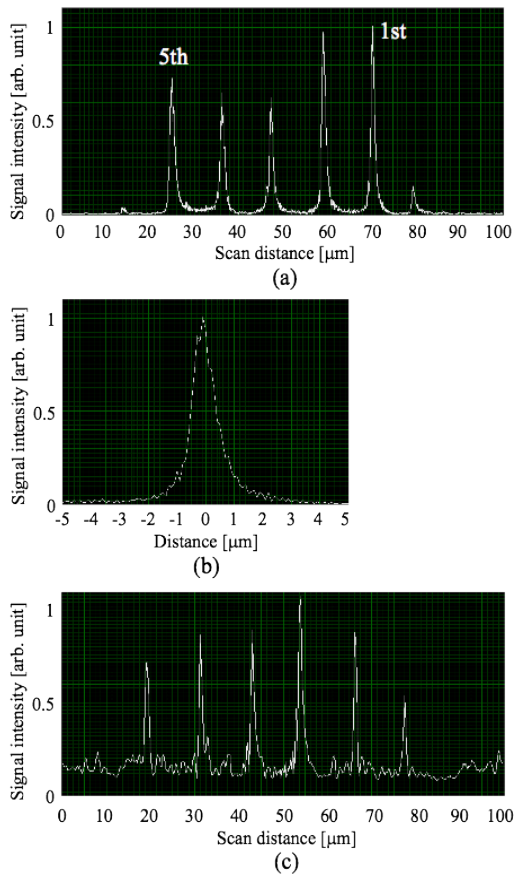 Signal intensity [arb. unit]
1
0.5
0
5th
1st
0 10 20 30 40 50 60 70 80 90 100
Scan distance [μm]
(a)
Signal intensity [arb. unit]
1
0.5
0
-5 -4 -3 -2 -1 0 1 2 3 4 5
Distance [μm]
(b)
Signal intensity [arb. unit]
1
0.5
0
0 10 20 30 40 50 60 70 80 90 100
Scan distance [μm]
(c)